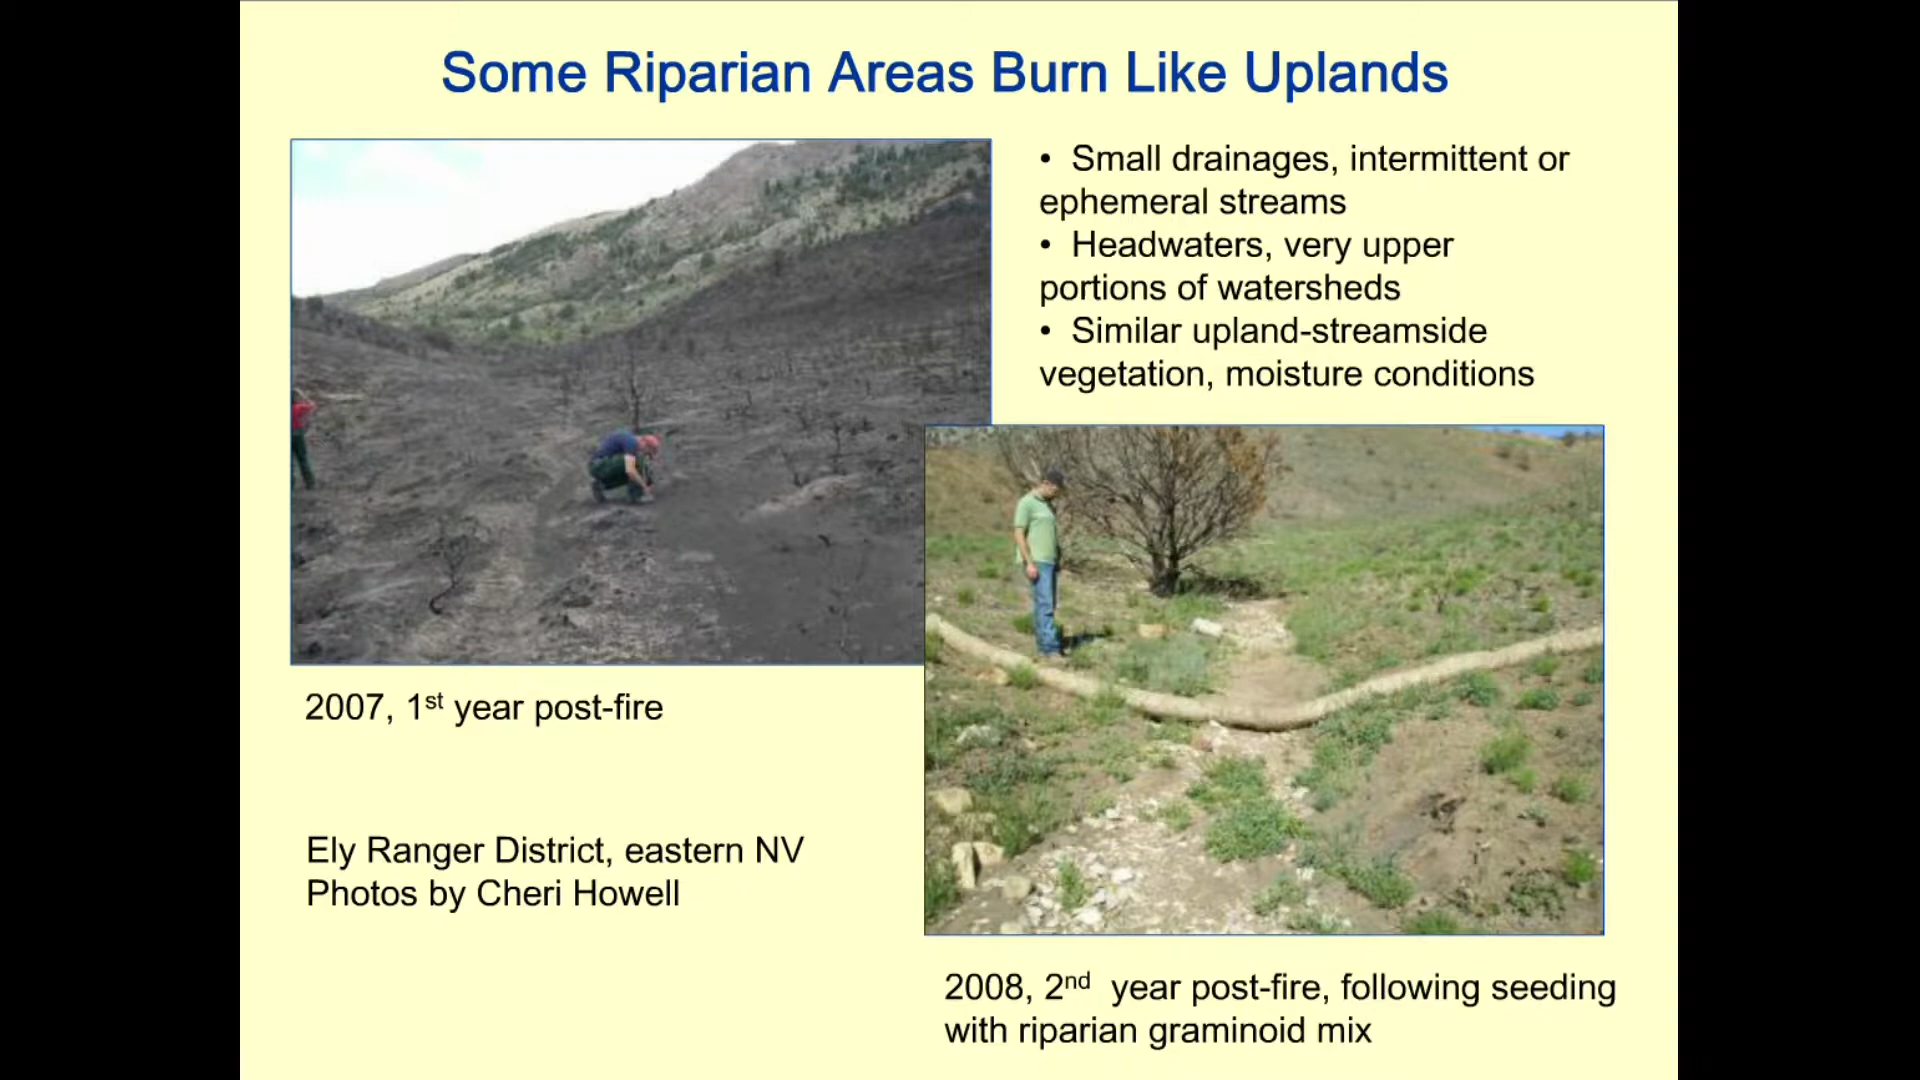 Some Riparian Areas Burn Like Uplands
• Small drainages, intermittent or
ephemeral streams
• Headwaters, very upper
portions of watersheds
• Similar upland-streamside
vegetation, moisture conditions
2007, 1st year post-fire
Ely Ranger District, eastern NV
Photos by Cheri Howell
2008, 2nd year post-fire, following seeding
with riparian graminoid mix